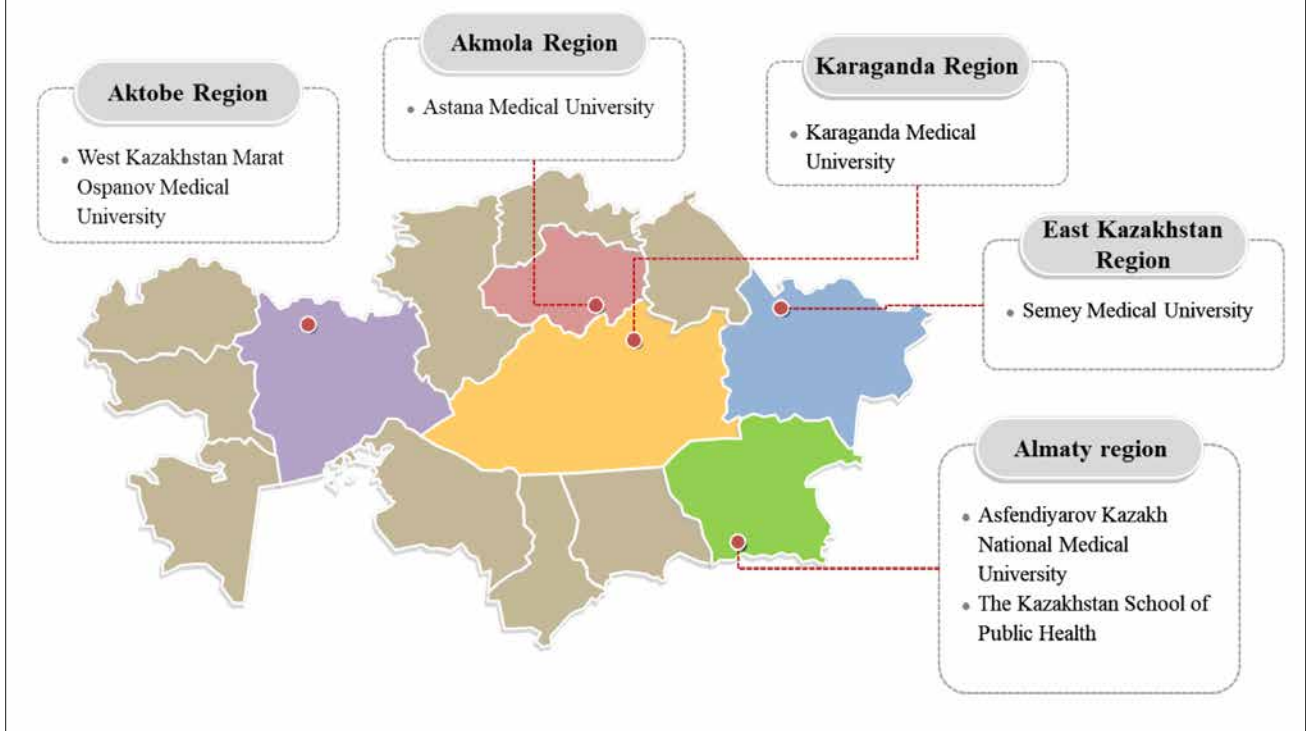 Akmola Region
• Astana Medical University
Karaganda Region
• Karaganda Medical
University
Aktobe Region
• West Kazakhstan Marat
Ospanov Medical
University
East Kazakhstan
Region
• Semey Medical University
Almaty region
• Asfendiyarov Kazakh
National Medical
University
• The Kazakhstan School of
Public Health